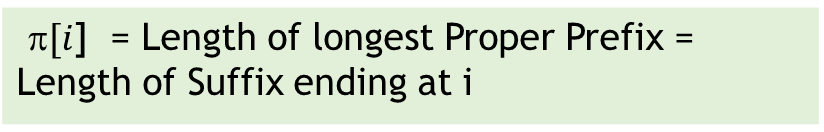 π[i] = Length of longest Proper Prefix =
Length of Suffix ending at i